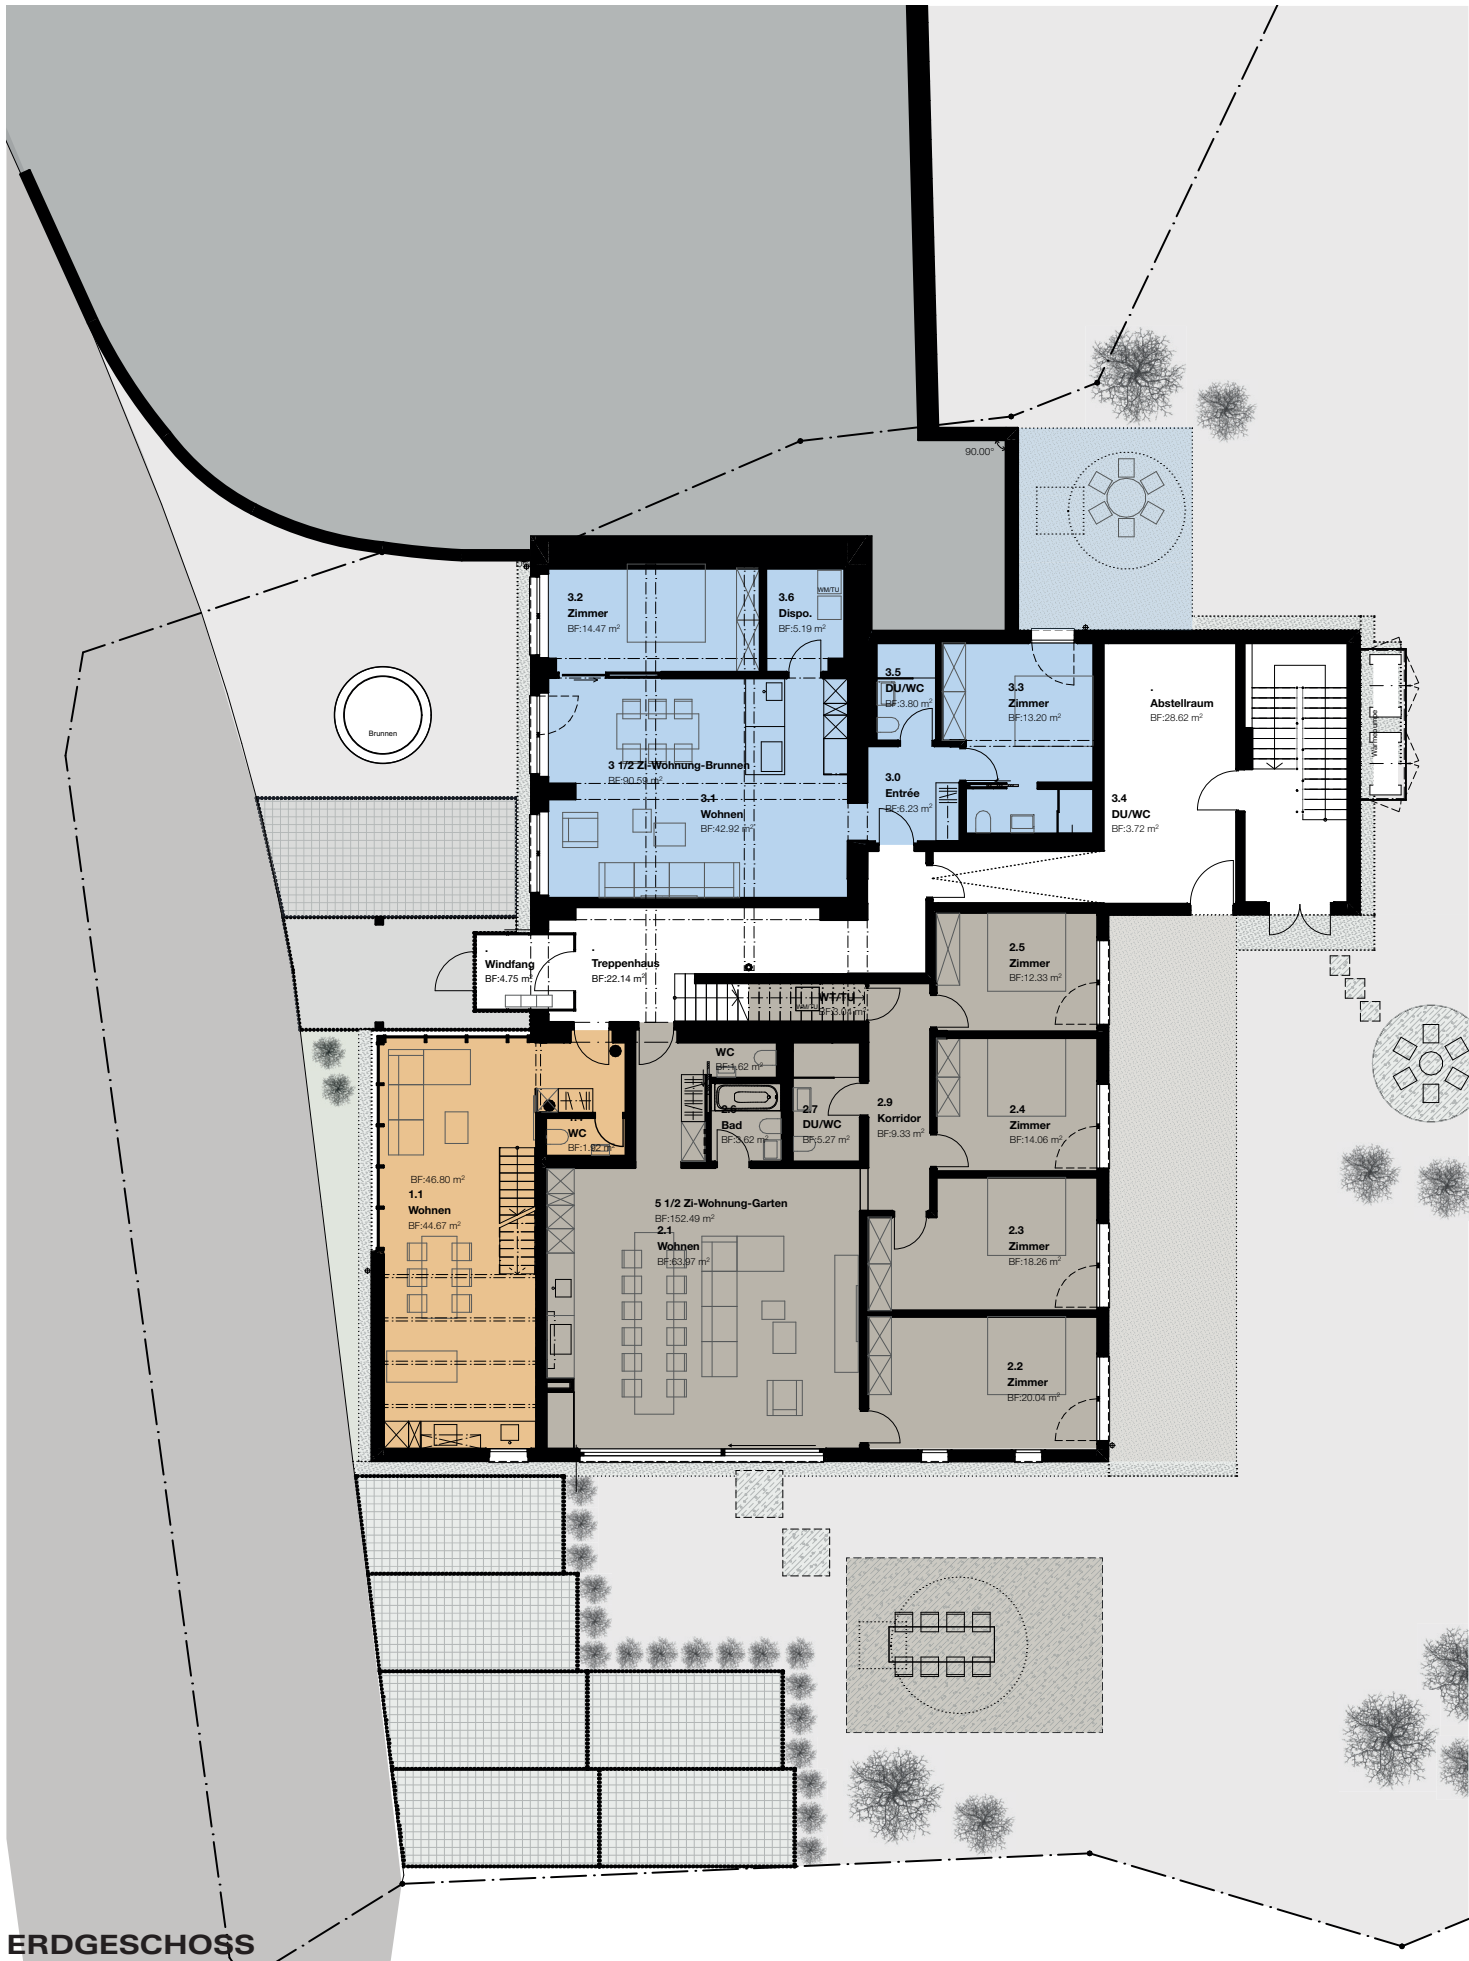 90.00°
3.2
Zimmer
BF:14.47 m²
3.6
Dispo.
BF:5.19 m²
WM/TU
3.5
DU/WC
BF:3.80 m²
3.3
Zimmer
BF:13.20 m²
Abstellraum
BF:28.62 m²
Wärmepumpe
Brunnen
3 1/2 Zi-Wohnung-Brunnen
BF:90.59 m²
3.1
Wohnen
BF:42.92 m²
3.0
Entrée
BF:6.23 m²
3.4
DU/WC
BF:3.72 m²
Windfang
BF:4.75 m²
Treppenhaus
BF:22.14 m²
WT/TU
WM/TU
BF:3.04 m²
2.5
Zimmer
BF:12.33 m²
WC
BF:1.62 m²
2.6
Bad
BF:3.62 m²
2.7
DU/WC
BF:5.27 m²
2.9
Korridor
BF:9.33 m²
2.4
Zimmer
BF:14.06 m²
WC
BF:1.92 m²
BF:46.80 m²
1.1
Wohnen
BF:44.67 m²
5 1/2 Zi-Wohnung-Garten
BF:152.49 m²
2.1
Wohnen
BF:63.97 m²
2.3
Zimmer
BF:18.26 m²
2.2
Zimmer
BF:20.04 m²
ERDGESCHOSS